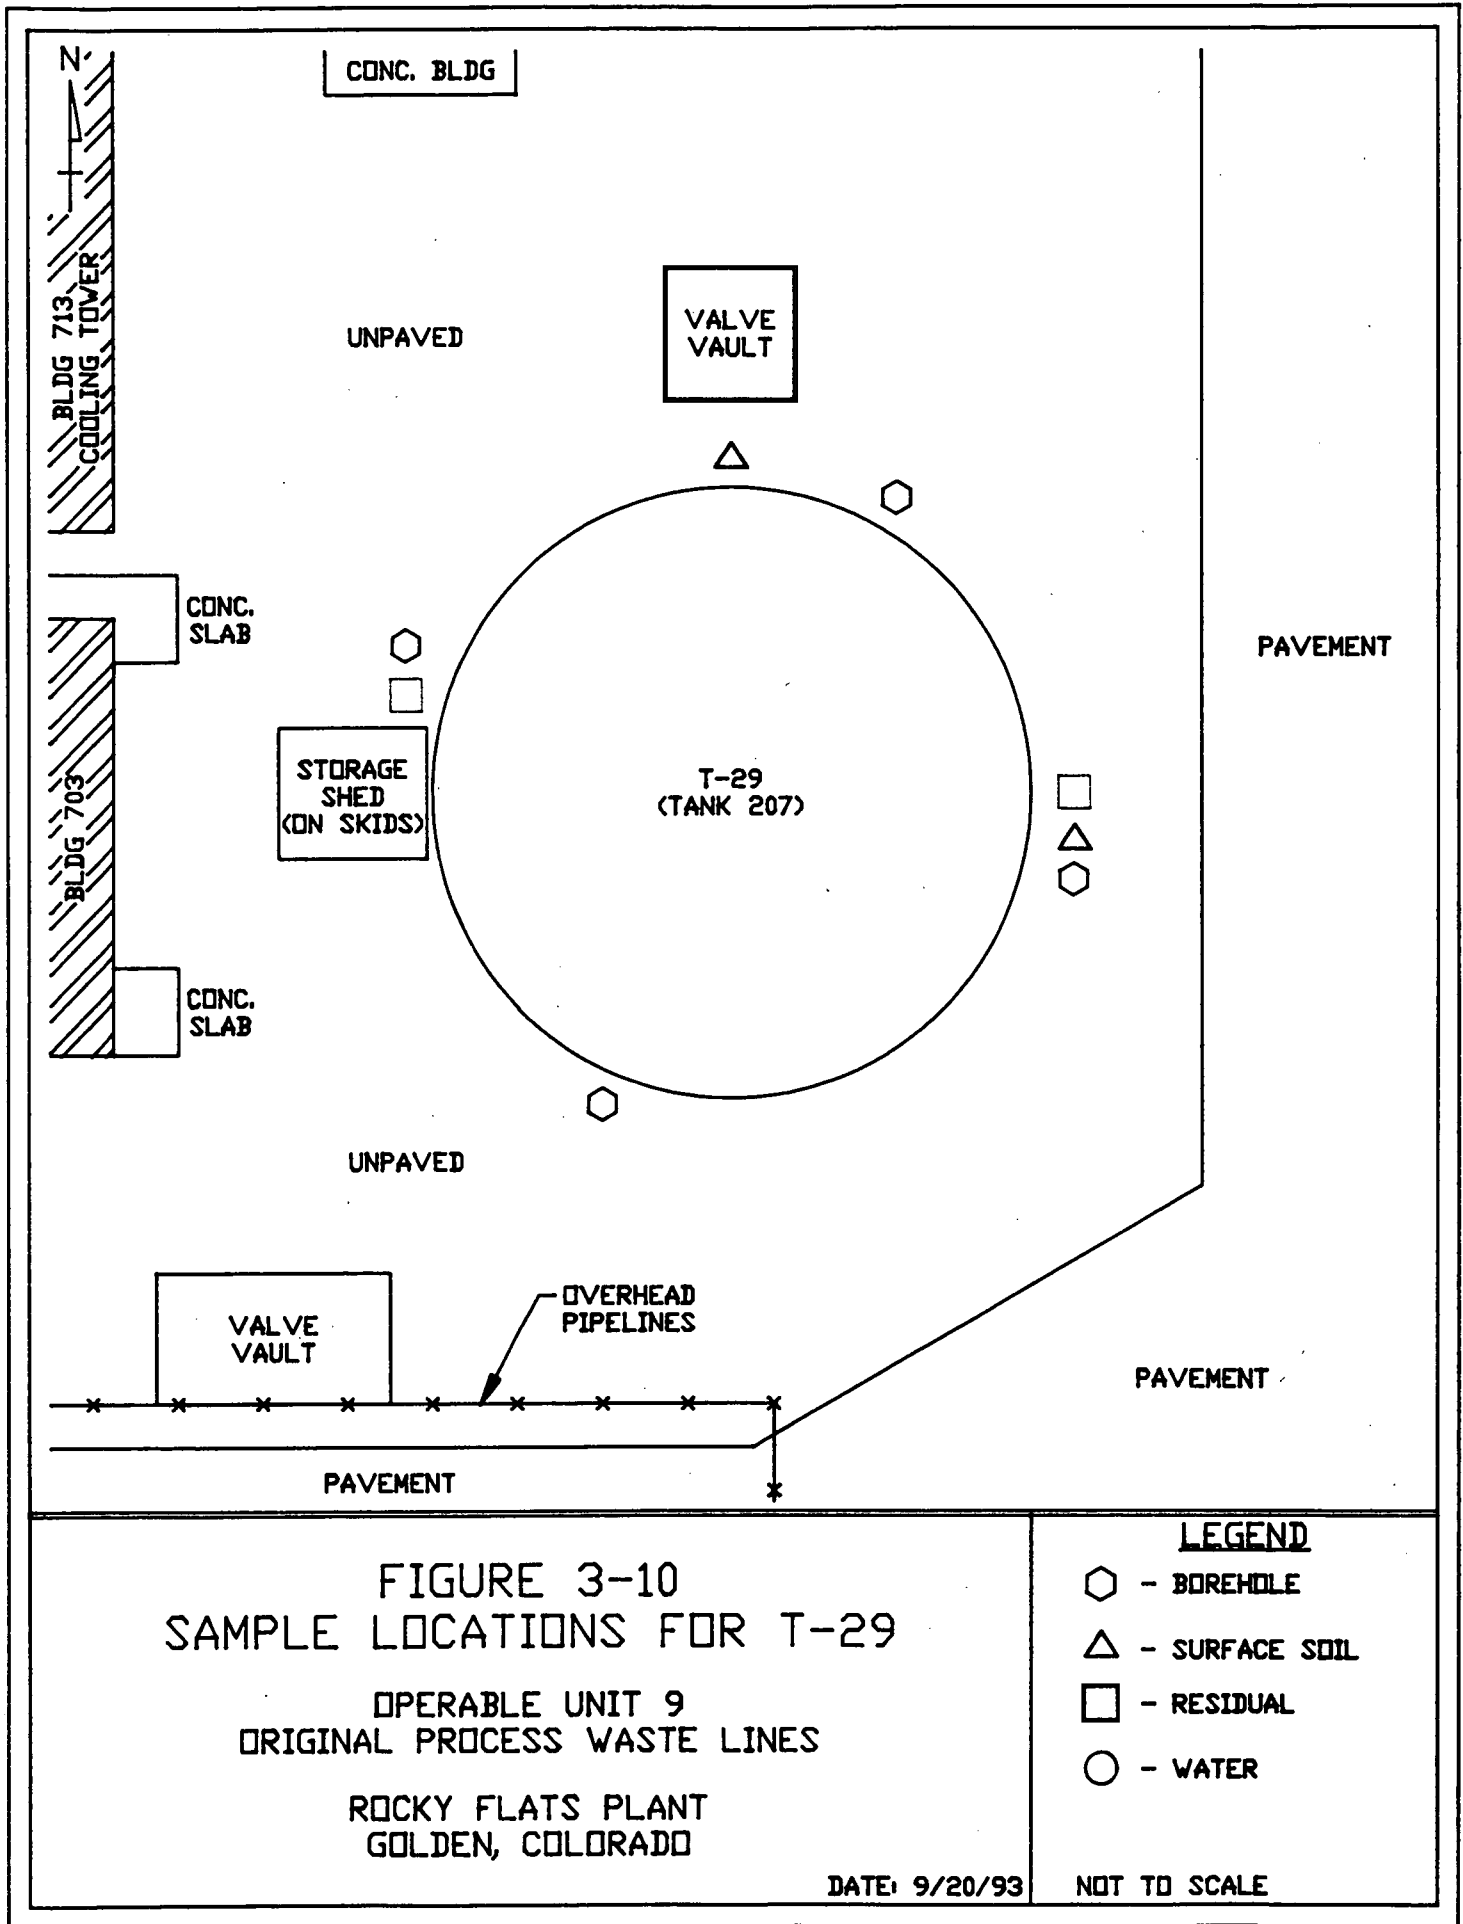 N
CONC. BLDG
BLDG 713
COOLING TOWER
UNPAVED
VALVE
VAULT
CONC.
SLAB
PAVEMENT
STORAGE
SHED
(ON SKIDS)
T-29
(TANK 207)
BLDG 703
CONC.
SLAB
UNPAVED
OVERHEAD
PIPELINES
VALVE
VAULT
PAVEMENT
PAVEMENT
FIGURE 3-10
SAMPLE LOCATIONS FOR T-29
OPERABLE UNIT 9
ORIGINAL PROCESS WASTE LINES
ROCKY FLATS PLANT
GOLDEN, COLORADO
DATE: 9/20/93
LEGEND
- BOREHOLE
- SURFACE SOIL
- RESIDUAL
- WATER
NOT TO SCALE